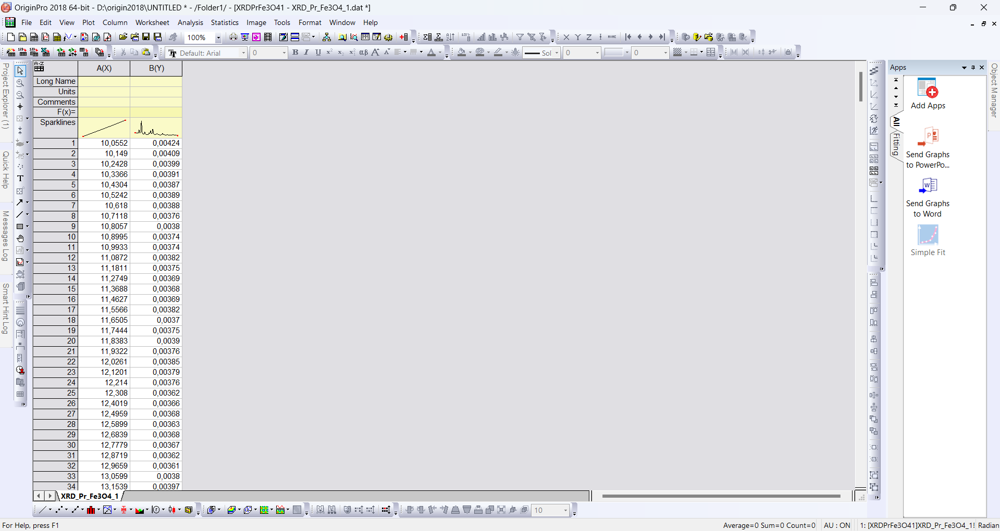 OriginPro 2018 64-bit - D:\origin2018\UNTITLED * - /Folder1/ - [XRDPrFe3O41 - XRD_Pr_Fe3O4_1.dat *]
File Edit View Plot Column Worksheet Analysis Statistics Image Tools Format Window Help
100%
Default: Arial 0 B I U αβ A Sol 0 0
Project Explorer (1)
Quick Help
Messages Log
Smart Hint Log
A(X) B(Y)
Long Name
Units
Comments
F(x)=
Sparklines
1 10,0552 0,00424
2 10,149 0,00409
3 10,2428 0,00399
4 10,3366 0,00391
5 10,4304 0,00387
6 10,5242 0,00389
7 10,618 0,00388
8 10,7118 0,00376
9 10,8057 0,0038
10 10,8995 0,00374
11 10,9933 0,00374
12 11,0872 0,00382
13 11,1811 0,00375
14 11,2749 0,00369
15 11,3688 0,00368
16 11,4627 0,00369
17 11,5566 0,00382
18 11,6505 0,0037
19 11,7444 0,00375
20 11,8383 0,0039
21 11,9322 0,00376
22 12,0261 0,00385
23 12,1201 0,00379
24 12,214 0,00376
25 12,308 0,00362
26 12,4019 0,00366
27 12,4959 0,00368
28 12,5899 0,00363
29 12,6839 0,00368
30 12,7779 0,00367
31 12,8719 0,00362
32 12,9659 0,00361
33 13,0599 0,0038
34 13,1539 0,00397
XRD_Pr_Fe3O4_1
10
Apps
All
Fitting
Add Apps
Send Graphs
to PowerPo...
Send Graphs
to Word
Simple Fit
Object Manager
For Help, press F1
Average=0 Sum=0 Count=0 AU : ON 1: [XRDPrFe3O41]XRD_Pr_Fe3O4_1! Radian